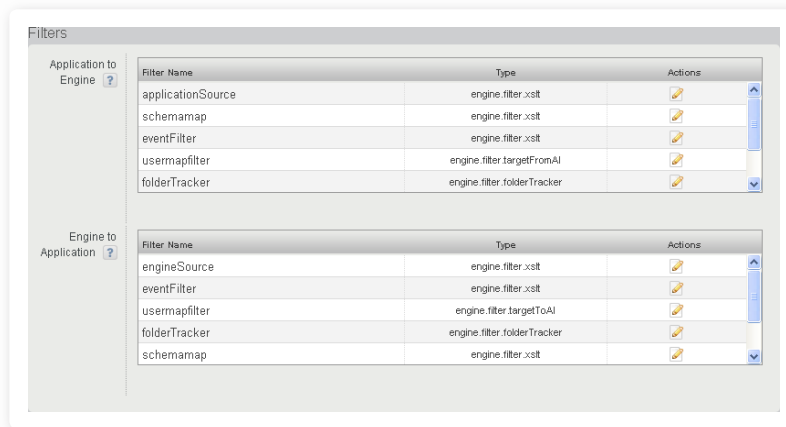 Filters
Application to
Engine ?
Filter Name Type Actions
applicationSource engine.filter.xslt
schemamap engine.filter.xslt
eventFilter engine.filter.xslt
usermapfilter engine.filter.targetFromAI
folderTracker engine.filter.folderTracker
Engine to
Application ?
Filter Name Type Actions
engineSource engine.filter.xslt
eventFilter engine.filter.xslt
usermapfilter engine.filter.targetToAI
folderTracker engine.filter.folderTracker
schemamap engine.filter.xslt